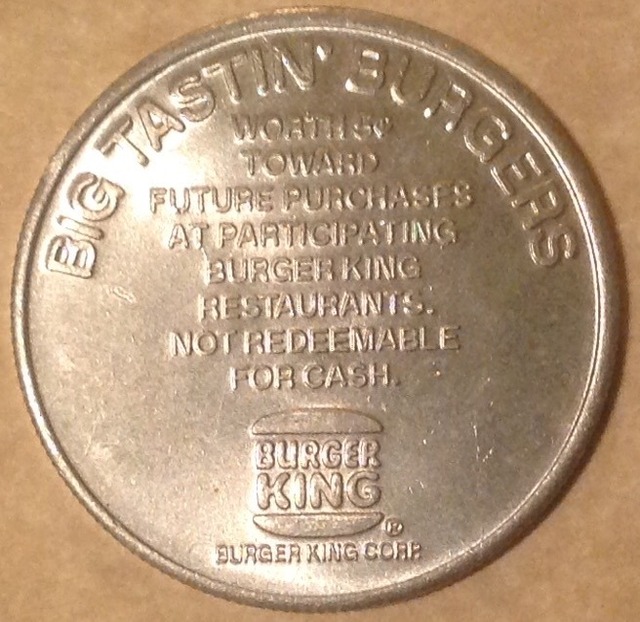 BIG TASTIN' BURGERS
WORTH 5¢
TOWARD
FUTURE PURCHASES
AT PARTICIPATING
BURGER KING
RESTAURANTS.
NOT REDEEMABLE
FOR CASH.
BURGER
KING
®
BURGER KING CORP.